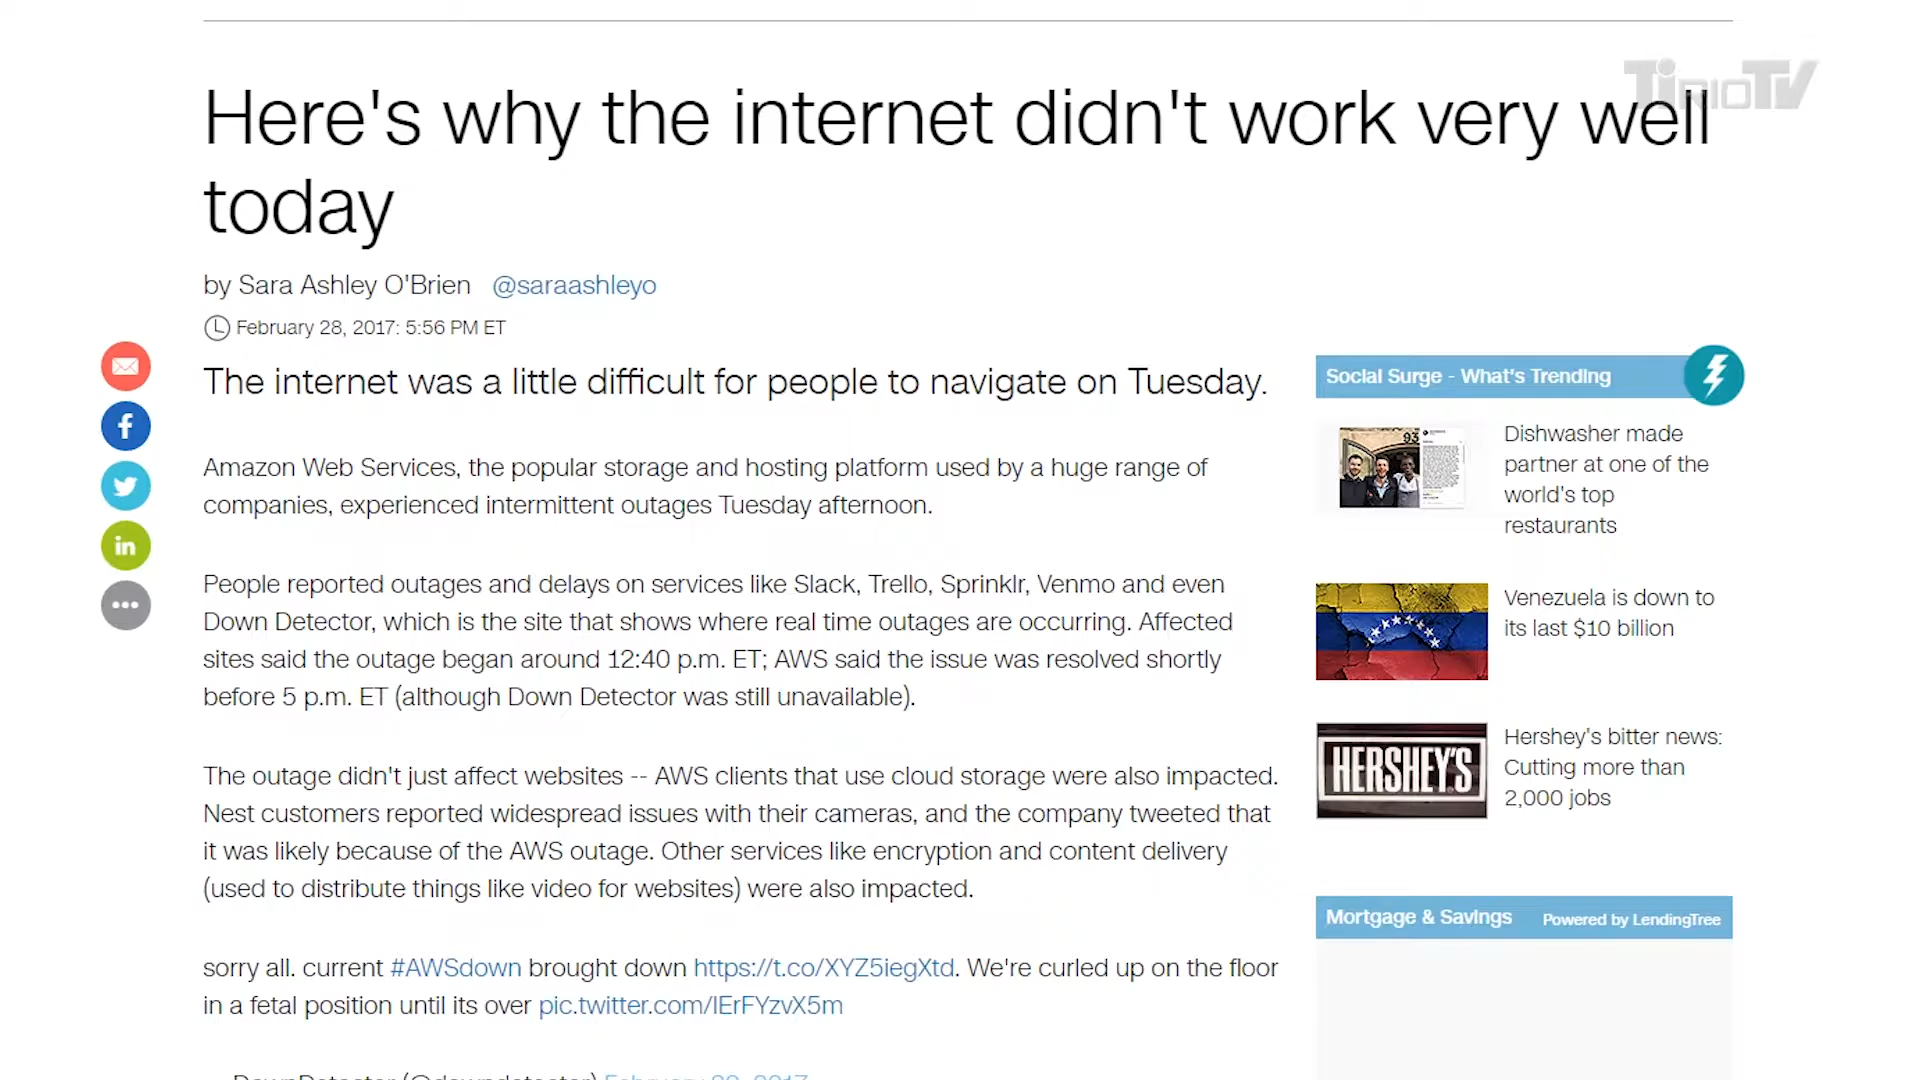 TirioTV
Here's why the internet didn't work very well
today
by Sara Ashley O'Brien @saraashleyo
February 28, 2017: 5:56 PM ET
The internet was a little difficult for people to navigate on Tuesday.
Amazon Web Services, the popular storage and hosting platform used by a huge range of
companies, experienced intermittent outages Tuesday afternoon.
People reported outages and delays on services like Slack, Trello, Sprinklr, Venmo and even
Down Detector, which is the site that shows where real time outages are occurring. Affected
sites said the outage began around 12:40 p.m. ET; AWS said the issue was resolved shortly
before 5 p.m. ET (although Down Detector was still unavailable).
The outage didn't just affect websites -- AWS clients that use cloud storage were also impacted.
Nest customers reported widespread issues with their cameras, and the company tweeted that
it was likely because of the AWS outage. Other services like encryption and content delivery
(used to distribute things like video for websites) were also impacted.
sorry all. current #AWSdown brought down https://t.co/XYZ5iegXtd. We're curled up on the floor
in a fetal position until its over pic.twitter.com/lErFYzvX5m
Social Surge - What's Trending
93
Dishwasher made
partner at one of the
world's top
restaurants
Venezuela is down to
its last $10 billion
HERSHEY'S
Hershey's bitter news:
Cutting more than
2,000 jobs
Mortgage & Savings Powered by LendingTree